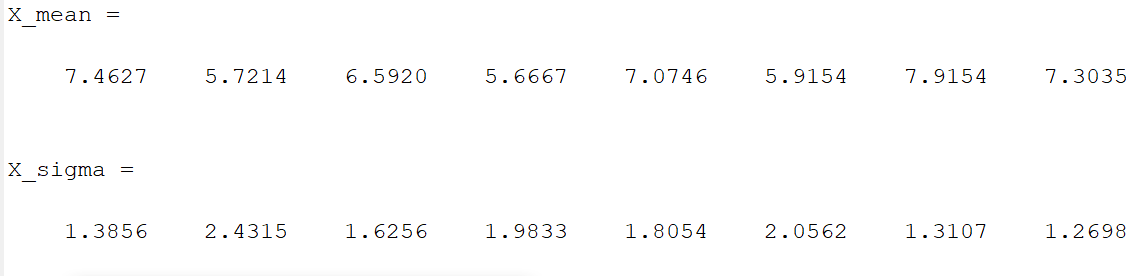 X_mean =
7.4627 5.7214 6.5920 5.6667 7.0746 5.9154 7.9154 7.3035
X_sigma =
1.3856 2.4315 1.6256 1.9833 1.8054 2.0562 1.3107 1.2698